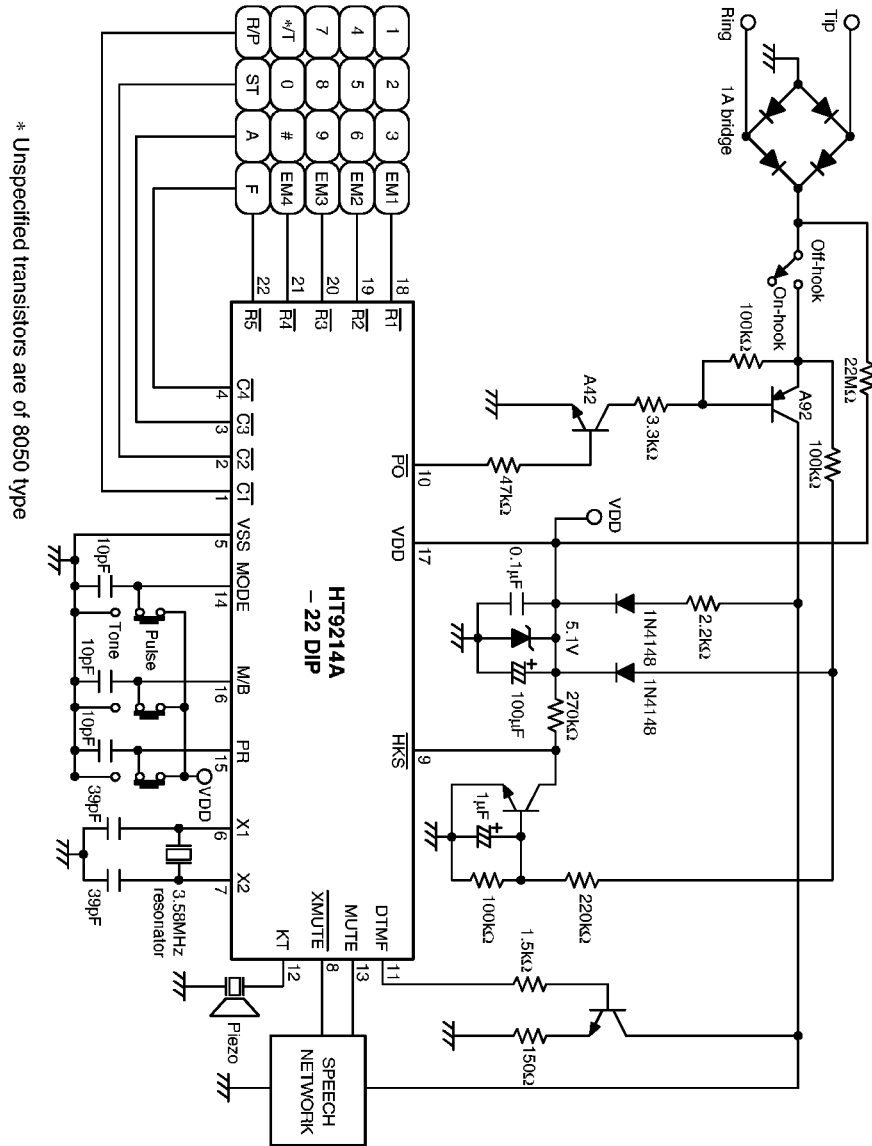 Tip
Ring
1A bridge
Off-hook
On-hook
22MΩ
100kΩ
A92
100kΩ
3.3kΩ
A42
47kΩ
VDD
0.1µF
5.1V
100µF
1N4148
2.2kΩ
1N4148
270kΩ
1µF
100kΩ
220kΩ
1.5kΩ
150Ω
1 2 3 EM1
4 5 6 EM2
7 8 9 EM3
*/T 0 # EM4
R/P ST A F
18 R1
19 R2
20 R3
21 R4
22 R5
10 PO
17 VDD
9 HKS
HT9214A
– 22 DIP
C4 4
C3 3
C2 2
C1 1
VSS 5
MODE 14
M/B 16
PR 15
X1 6
X2 7
DTMF 11
MUTE 13
XMUTE 8
KT 12
10pF
Tone
Pulse
10pF
10pF
VDD
39pF
39pF
3.58MHz
resonator
Piezo
SPEECH
NETWORK
* Unspecified transistors are of 8050 type